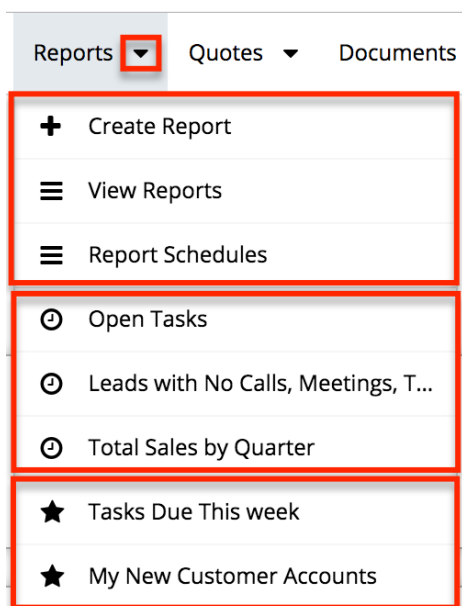 Reports Quotes Documents
Create Report
View Reports
Report Schedules
Open Tasks
Leads with No Calls, Meetings, T...
Total Sales by Quarter
Tasks Due This week
My New Customer Accounts